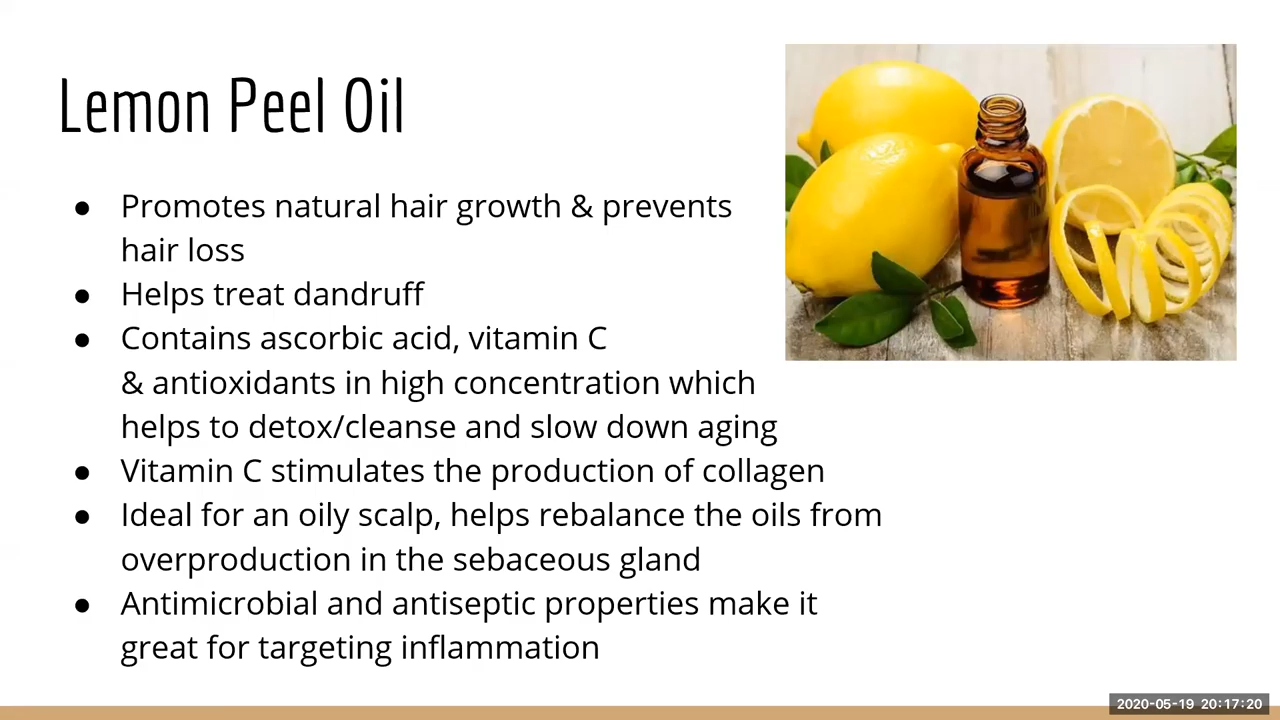 Lemon Peel Oil
● Promotes natural hair growth & prevents
hair loss
● Helps treat dandruff
● Contains ascorbic acid, vitamin C
& antioxidants in high concentration which
helps to detox/cleanse and slow down aging
● Vitamin C stimulates the production of collagen
● Ideal for an oily scalp, helps rebalance the oils from
overproduction in the sebaceous gland
● Antimicrobial and antiseptic properties make it
great for targeting inflammation
2020-05-19 20:17:20